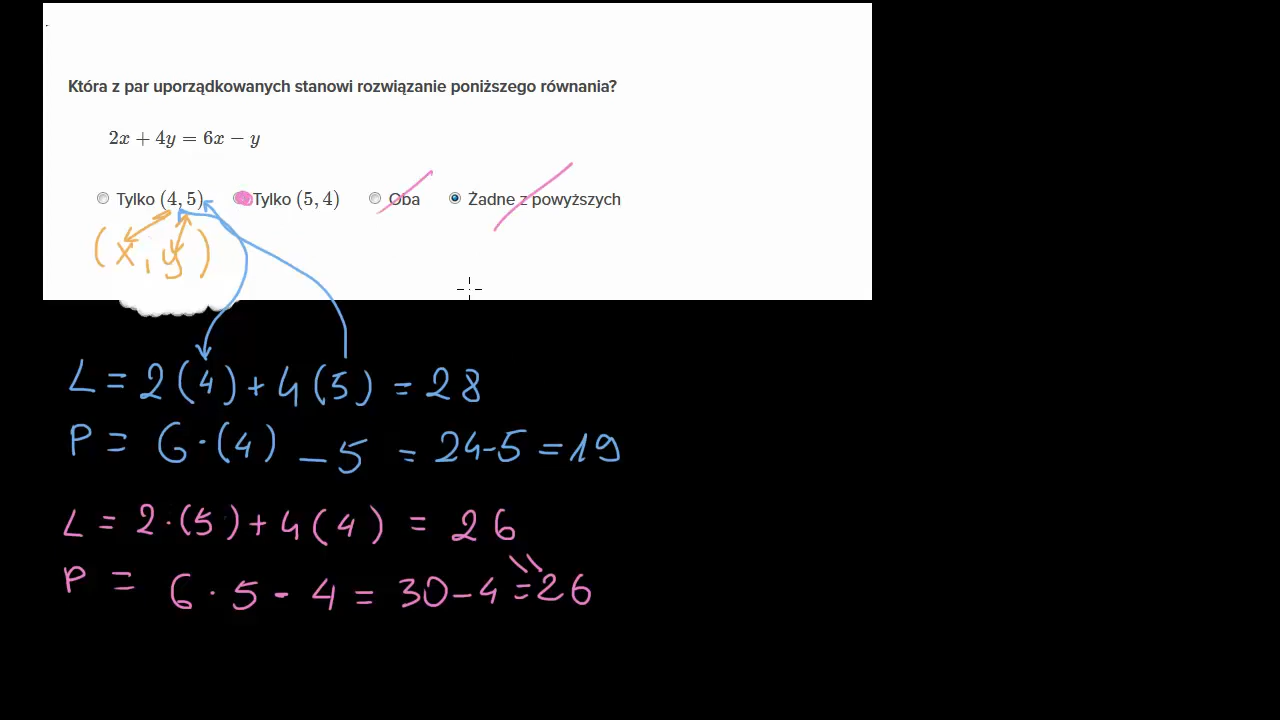 Która z par uporządkowanych stanowi rozwiązanie poniższego równania?
2x + 4y = 6x − y
Tylko (4, 5) Tylko (5, 4) Oba Żadne z powyższych
(x, y)
L = 2(4) + 4(5) = 28
P = 6·(4) − 5 = 24-5 = 19
L = 2·(5) + 4(4) = 26
P = 6·5 - 4 = 30-4 = 26